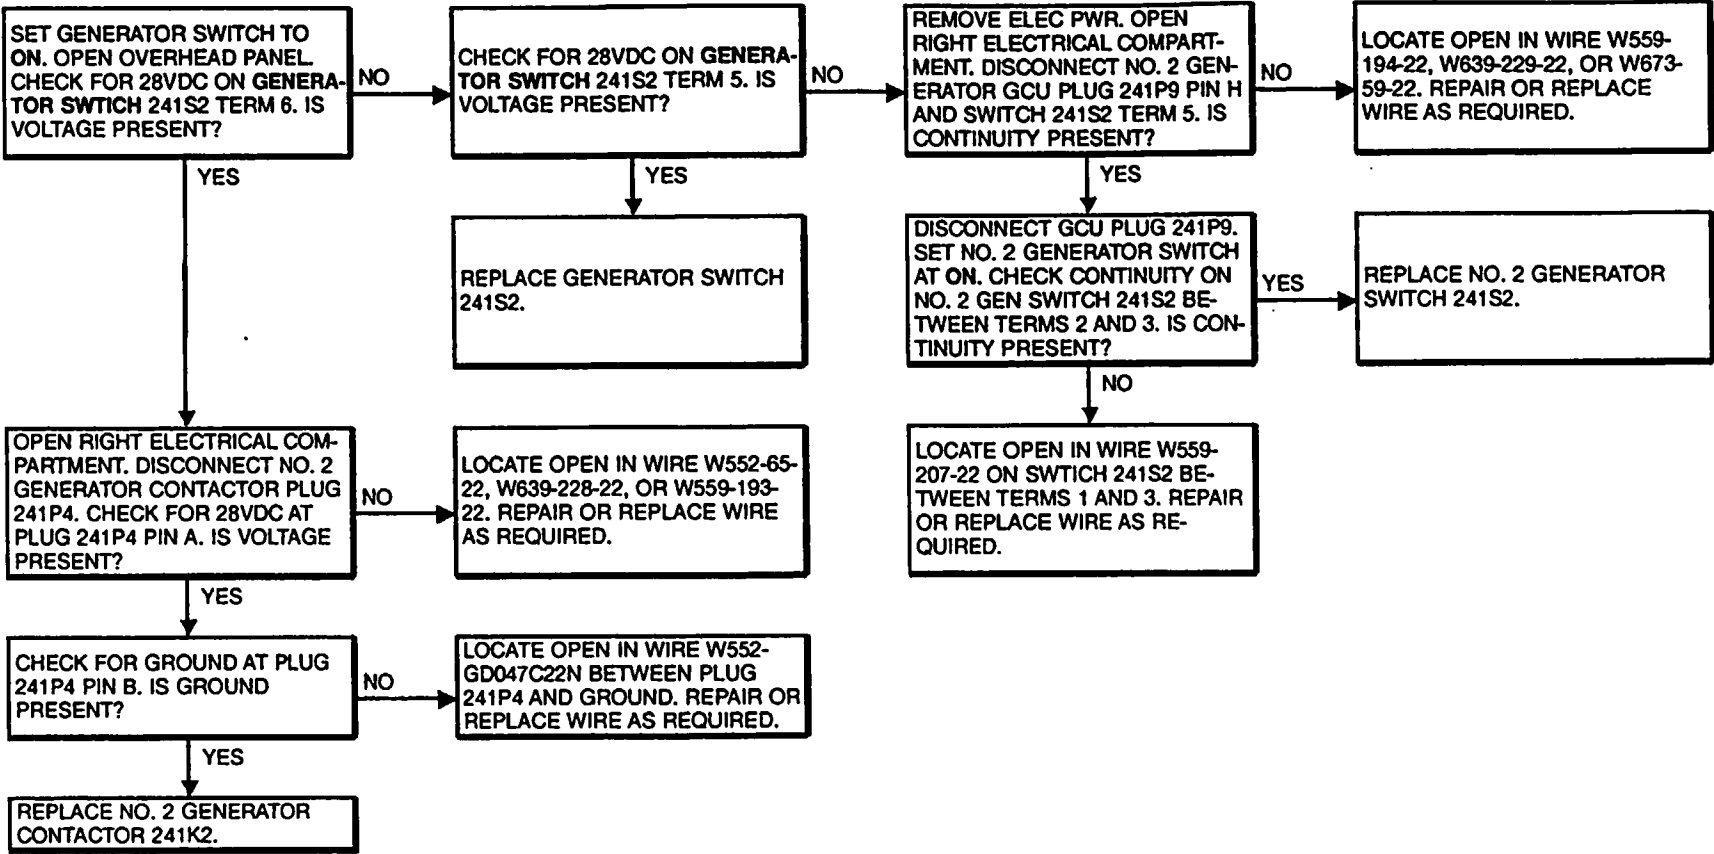 SET GENERATOR SWITCH TO
ON. OPEN OVERHEAD PANEL.
CHECK FOR 28VDC ON GENERA-
TOR SWTICH 241S2 TERM 6. IS
VOLTAGE PRESENT?
NO
CHECK FOR 28VDC ON GENERA-
TOR SWITCH 241S2 TERM 5. IS
VOLTAGE PRESENT?
NO
REMOVE ELEC PWR. OPEN
RIGHT ELECTRICAL COMPART-
MENT. DISCONNECT NO. 2 GEN-
ERATOR GCU PLUG 241P9 PIN H
AND SWITCH 241S2 TERM 5. IS
CONTINUITY PRESENT?
NO
LOCATE OPEN IN WIRE W559-
194-22, W639-229-22, OR W673-
59-22. REPAIR OR REPLACE
WIRE AS REQUIRED.
YES
YES
YES
REPLACE GENERATOR SWITCH
241S2.
DISCONNECT GCU PLUG 241P9.
SET NO. 2 GENERATOR SWITCH
AT ON. CHECK CONTINUITY ON
NO. 2 GEN SWITCH 241S2 BE-
TWEEN TERMS 2 AND 3. IS CON-
TINUITY PRESENT?
YES
REPLACE NO. 2 GENERATOR
SWITCH 241S2.
NO
OPEN RIGHT ELECTRICAL COM-
PARTMENT. DISCONNECT NO. 2
GENERATOR CONTACTOR PLUG
241P4. CHECK FOR 28VDC AT
PLUG 241P4 PIN A. IS VOLTAGE
PRESENT?
NO
LOCATE OPEN IN WIRE W552-65-
22, W639-228-22, OR W559-193-
22. REPAIR OR REPLACE WIRE
AS REQUIRED.
LOCATE OPEN IN WIRE W559-
207-22 ON SWTICH 241S2 BE-
TWEEN TERMS 1 AND 3. REPAIR
OR REPLACE WIRE AS RE-
QUIRED.
YES
CHECK FOR GROUND AT PLUG
241P4 PIN B. IS GROUND
PRESENT?
NO
LOCATE OPEN IN WIRE W552-
GD047C22N BETWEEN PLUG
241P4 AND GROUND. REPAIR OR
REPLACE WIRE AS REQUIRED.
YES
REPLACE NO. 2 GENERATOR
CONTACTOR 241K2.